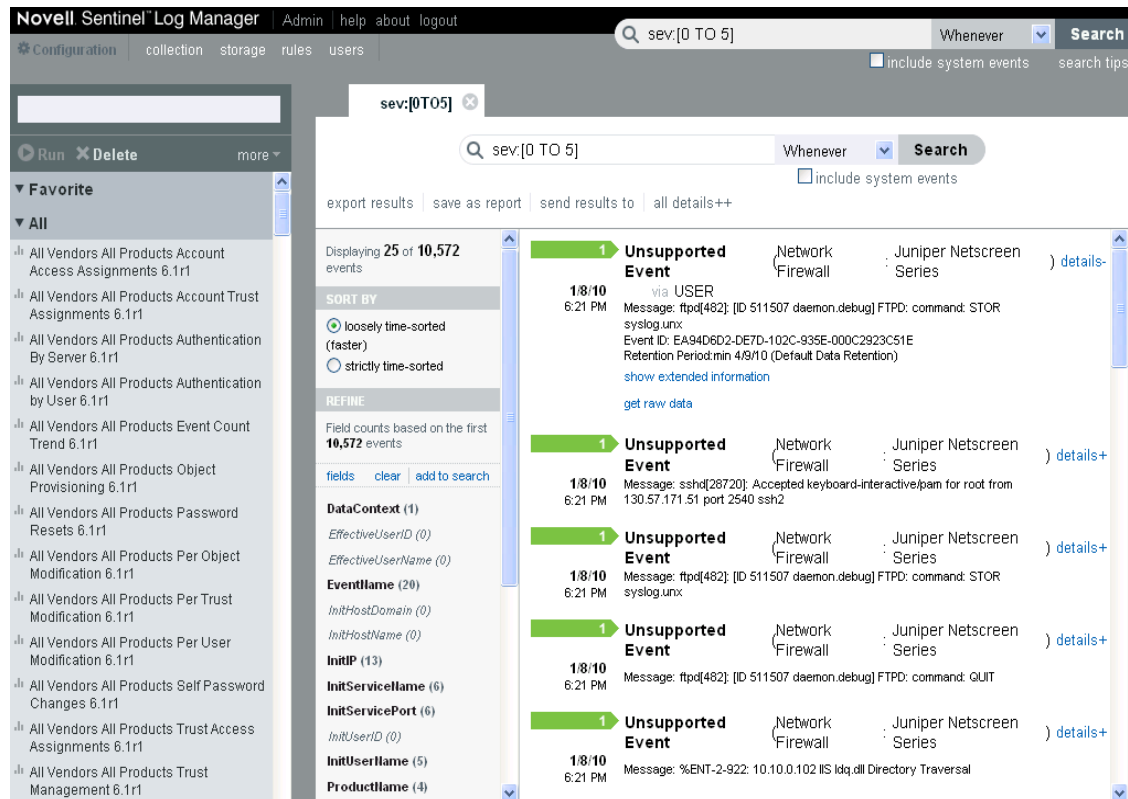 Novell. Sentinel™ Log Manager Admin help about logout
Configuration collection storage rules users
sev:[0 TO 5] Whenever Search
include system events search tips
Run Delete more
Favorite
All
All Vendors All Products Account
Access Assignments 6.1r1
All Vendors All Products Account Trust
Assignments 6.1r1
All Vendors All Products Authentication
By Server 6.1r1
All Vendors All Products Authentication
by User 6.1r1
All Vendors All Products Event Count
Trend 6.1r1
All Vendors All Products Object
Provisioning 6.1r1
All Vendors All Products Password
Resets 6.1r1
All Vendors All Products Per Object
Modification 6.1r1
All Vendors All Products Per Trust
Modification 6.1r1
All Vendors All Products Per User
Modification 6.1r1
All Vendors All Products Self Password
Changes 6.1r1
All Vendors All Products Trust Access
Assignments 6.1r1
All Vendors All Products Trust
Management 6.1r1
sev:[0TO5]
sev:[0 TO 5] Whenever Search
include system events
export results save as report send results to all details++
Displaying 25 of 10,572
events
SORT BY
loosely time-sorted
(faster)
strictly time-sorted
REFINE
Field counts based on the first
10,572 events
fields clear add to search
DataContext (1)
EffectiveUserID (0)
EffectiveUserName (0)
EventName (20)
InitHostDomain (0)
InitHostName (0)
InitIP (13)
InitServiceName (6)
InitServicePort (6)
InitUserID (0)
InitUserName (5)
ProductName (4)
1 Unsupported (Network : Juniper Netscreen ) details-
Event Firewall Series
1/8/10 via USER
6:21 PM Message: ftpd[482]: [ID 511507 daemon.debug] FTPD: command: STOR
syslog.unx
Event ID: EA94D6D2-DE7D-102C-935E-000C2923C51E
Retention Period:min 4/9/10 (Default Data Retention)
show extended information
get raw data
1 Unsupported (Network : Juniper Netscreen ) details+
Event Firewall Series
1/8/10 Message: sshd[28720]: Accepted keyboard-interactive/pam for root from
6:21 PM 130.57.171.51 port 2540 ssh2
1 Unsupported (Network : Juniper Netscreen ) details+
Event Firewall Series
1/8/10 Message: ftpd[482]: [ID 511507 daemon.debug] FTPD: command: STOR
6:21 PM syslog.unx
1 Unsupported (Network : Juniper Netscreen ) details+
Event Firewall Series
1/8/10
6:21 PM Message: ftpd[482]: [ID 511507 daemon.debug] FTPD: command: QUIT
1 Unsupported (Network : Juniper Netscreen ) details+
Event Firewall Series
1/8/10
6:21 PM Message: %ENT-2-922: 10.10.0.102 IIS ldq.dll Directory Traversal